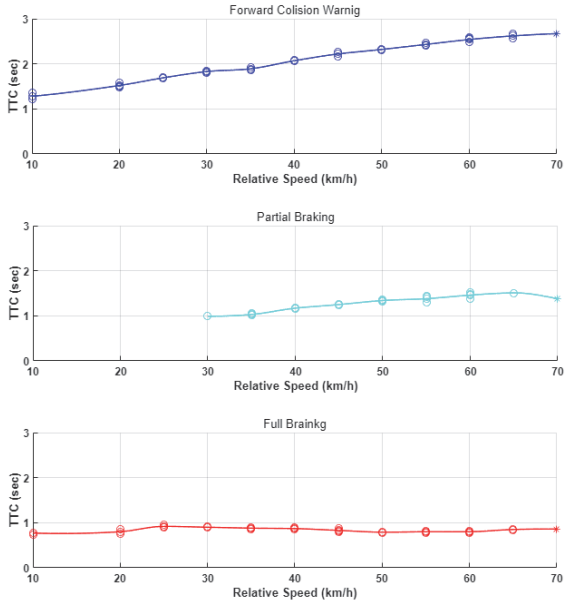 Forward Colision Warnig
3
2
1
0
TTC (sec)
10 20 30 40 50 60 70
Relative Speed (km/h)
Partial Braking
3
2
1
0
TTC (sec)
10 20 30 40 50 60 70
Relative Speed (km/h)
Full Brainkg
3
2
1
0
TTC (sec)
10 20 30 40 50 60 70
Relative Speed (km/h)